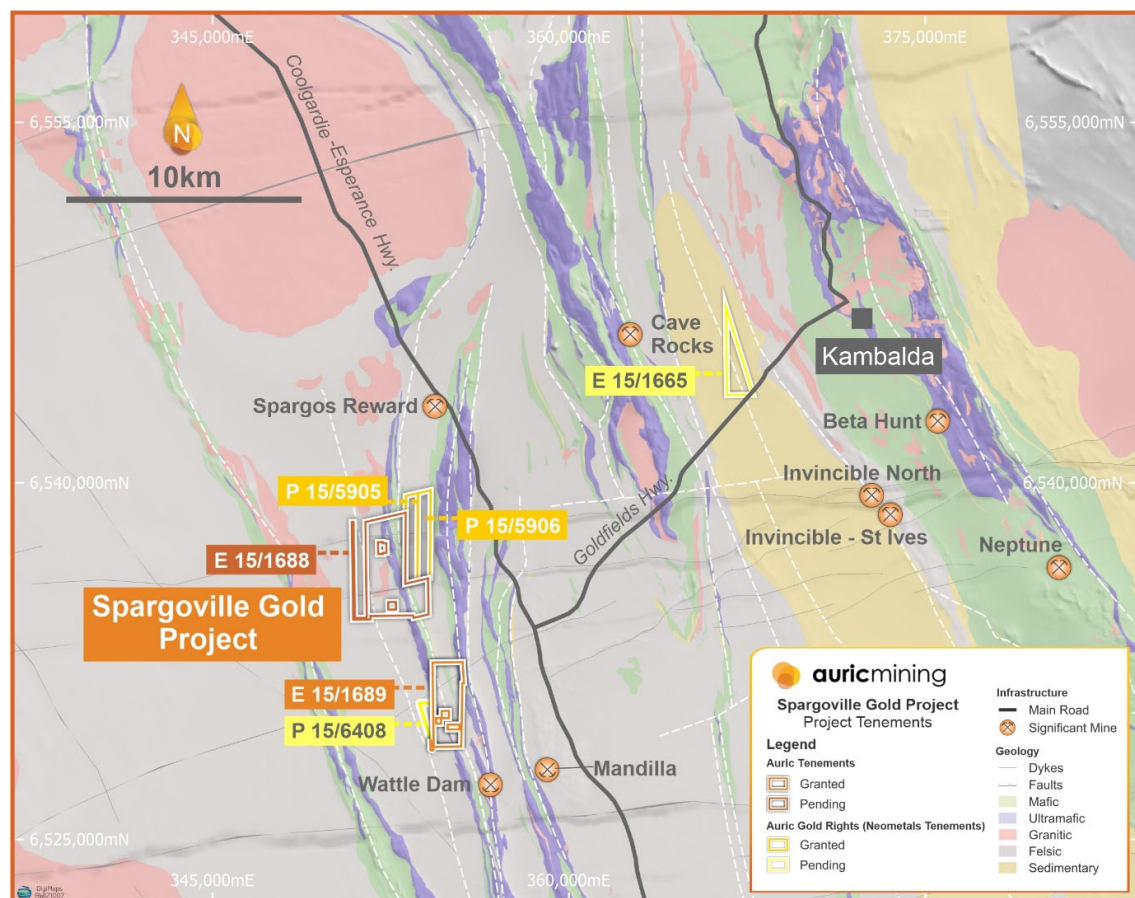 345,000mE
360,000mE
375,000mE
6,555,000mN
6,555,000mN
N
10km
Coolgardie -Esperance Hwy.
Cave
Rocks
E 15/1665
Kambalda
Spargos Reward
Beta Hunt
Invincible North
6,540,000mN
6,540,000mN
P 15/5905
P 15/5906
Goldfields Hwy.
Invincible - St Ives
E 15/1688
Neptune
Spargoville Gold
Project
E 15/1689
P 15/6408
Wattle Dam
Mandilla
6,525,000mN
345,000mE
360,000mE
auricmining
Spargoville Gold Project
Project Tenements
Legend
Auric Tenements
Granted
Pending
Auric Gold Rights (Neometals Tenements)
Granted
Pending
Infrastructure
Main Road
Significant Mine
Geology
Dykes
Faults
Mafic
Ultramafic
Granitic
Felsic
Sedimentary
DigiMaps